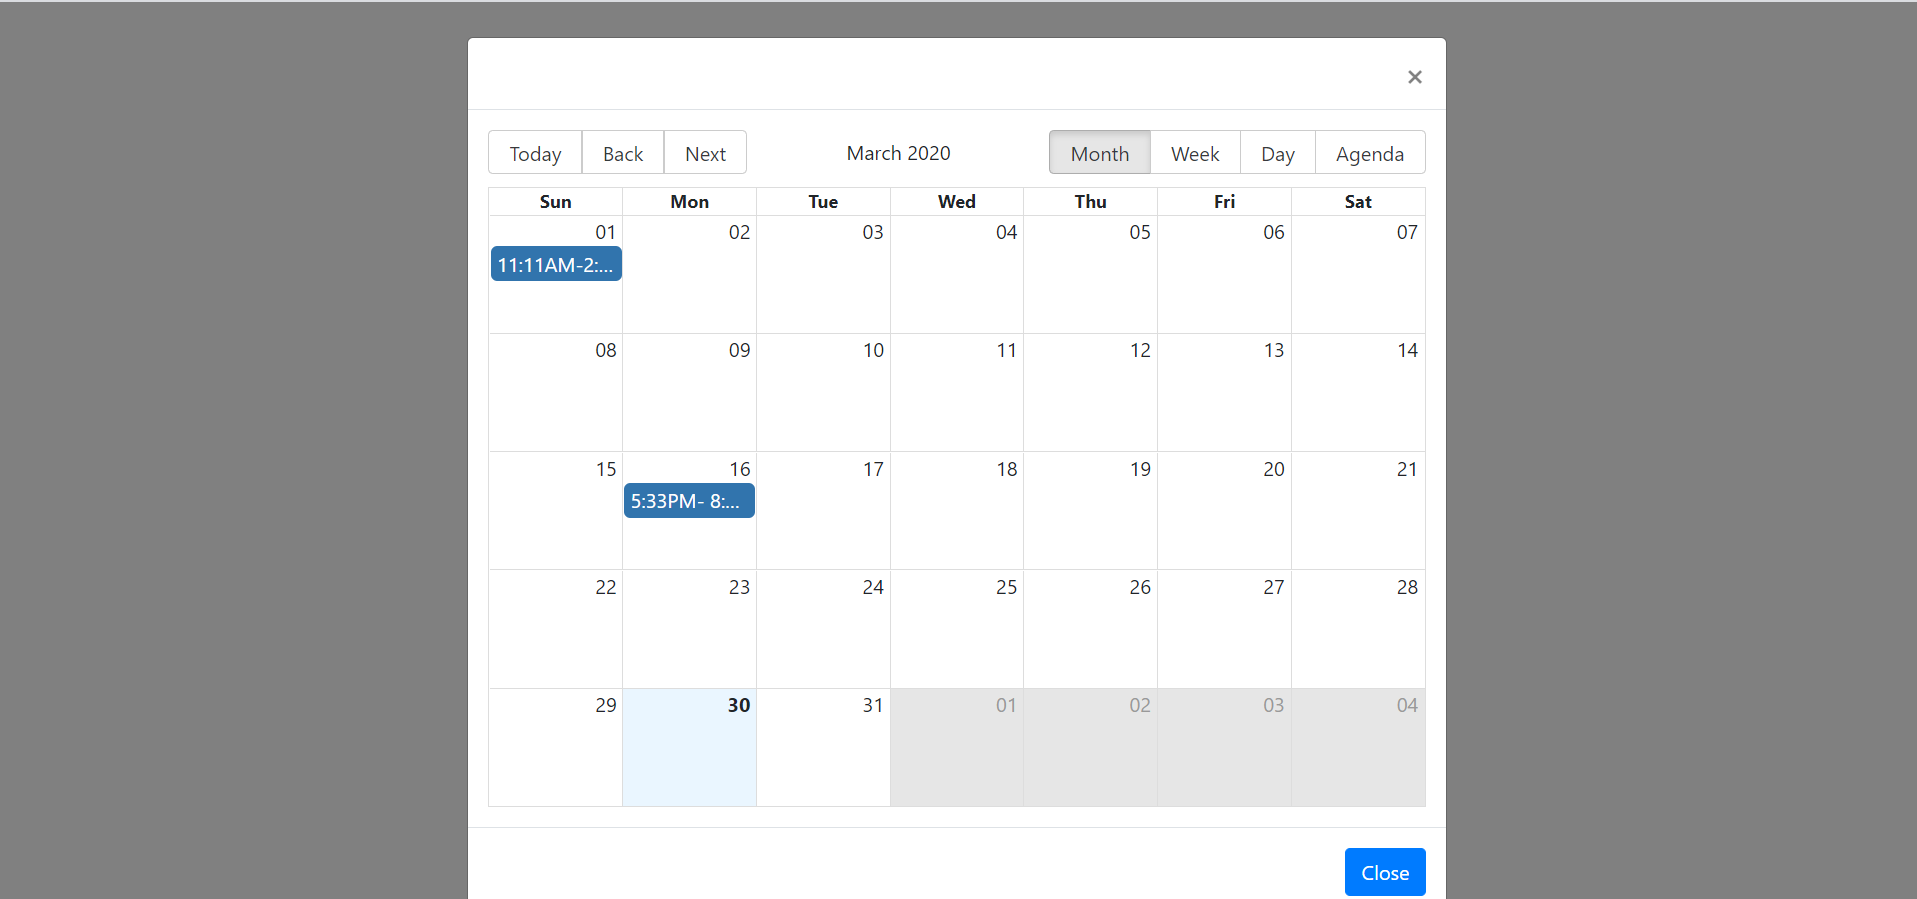 ×
Today Back Next March 2020 Month Week Day Agenda
Sun Mon Tue Wed Thu Fri Sat
01 02 03 04 05 06 07
11:11AM-2:...
08 09 10 11 12 13 14
15 16 17 18 19 20 21
5:33PM- 8:...
22 23 24 25 26 27 28
29 30 31 01 02 03 04
Close